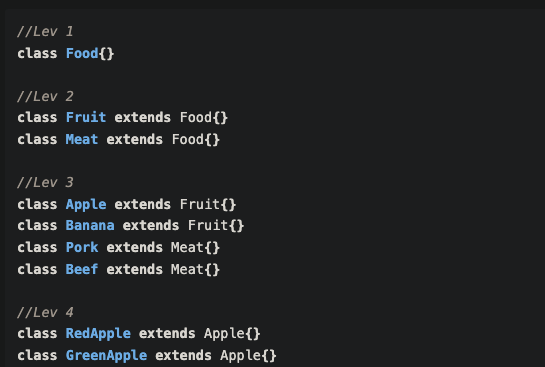 //Lev 1
class Food{}
//Lev 2
class Fruit extends Food{}
class Meat extends Food{}
//Lev 3
class Apple extends Fruit{}
class Banana extends Fruit{}
class Pork extends Meat{}
class Beef extends Meat{}
//Lev 4
class RedApple extends Apple{}
class GreenApple extends Apple{}